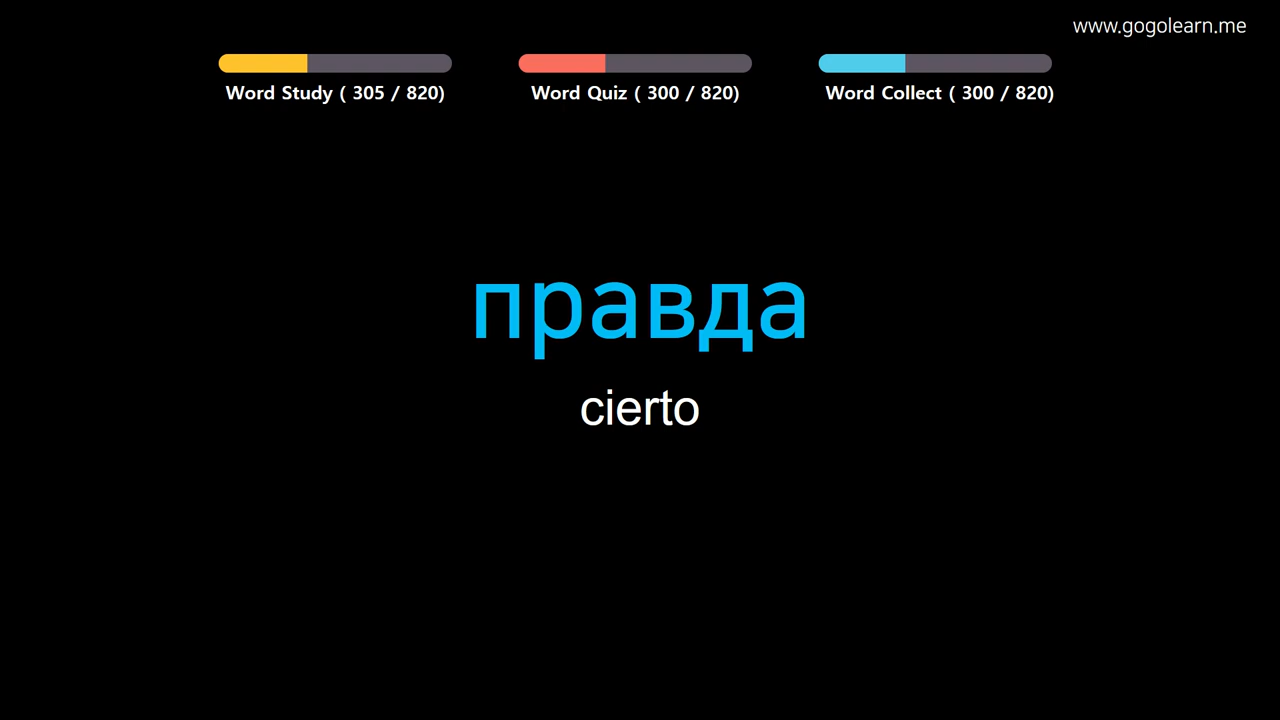 www.gogolearn.me
Word Study ( 305 / 820)
Word Quiz ( 300 / 820)
Word Collect ( 300 / 820)
правда
cierto